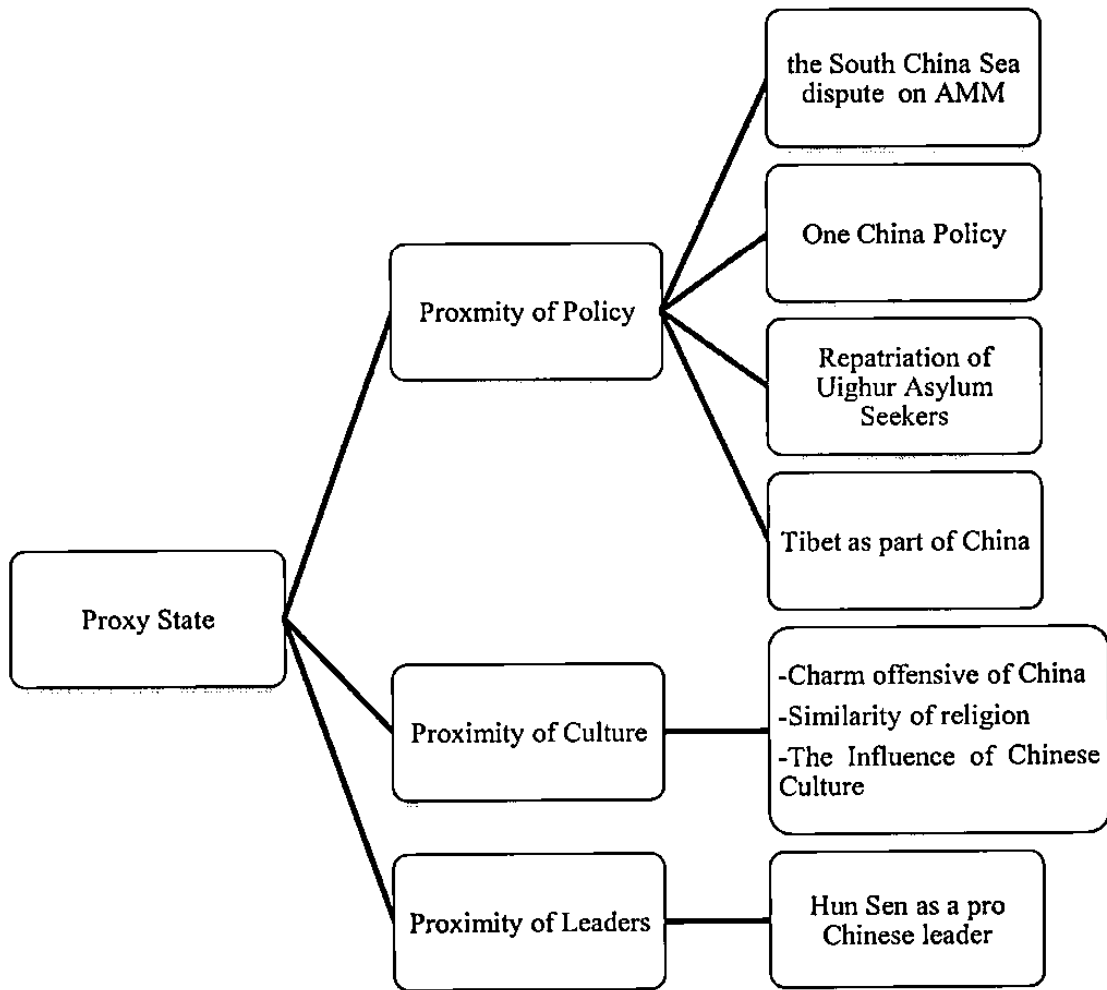 the South China Sea
dispute on AMM
One China Policy
Proxmity of Policy
Repatriation of
Uighur Asylum
Seekers
Tibet as part of China
Proxy State
-Charm offensive of China
-Similarity of religion
-The Influence of Chinese
Culture
Proximity of Culture
Proximity of Leaders
Hun Sen as a pro
Chinese leader